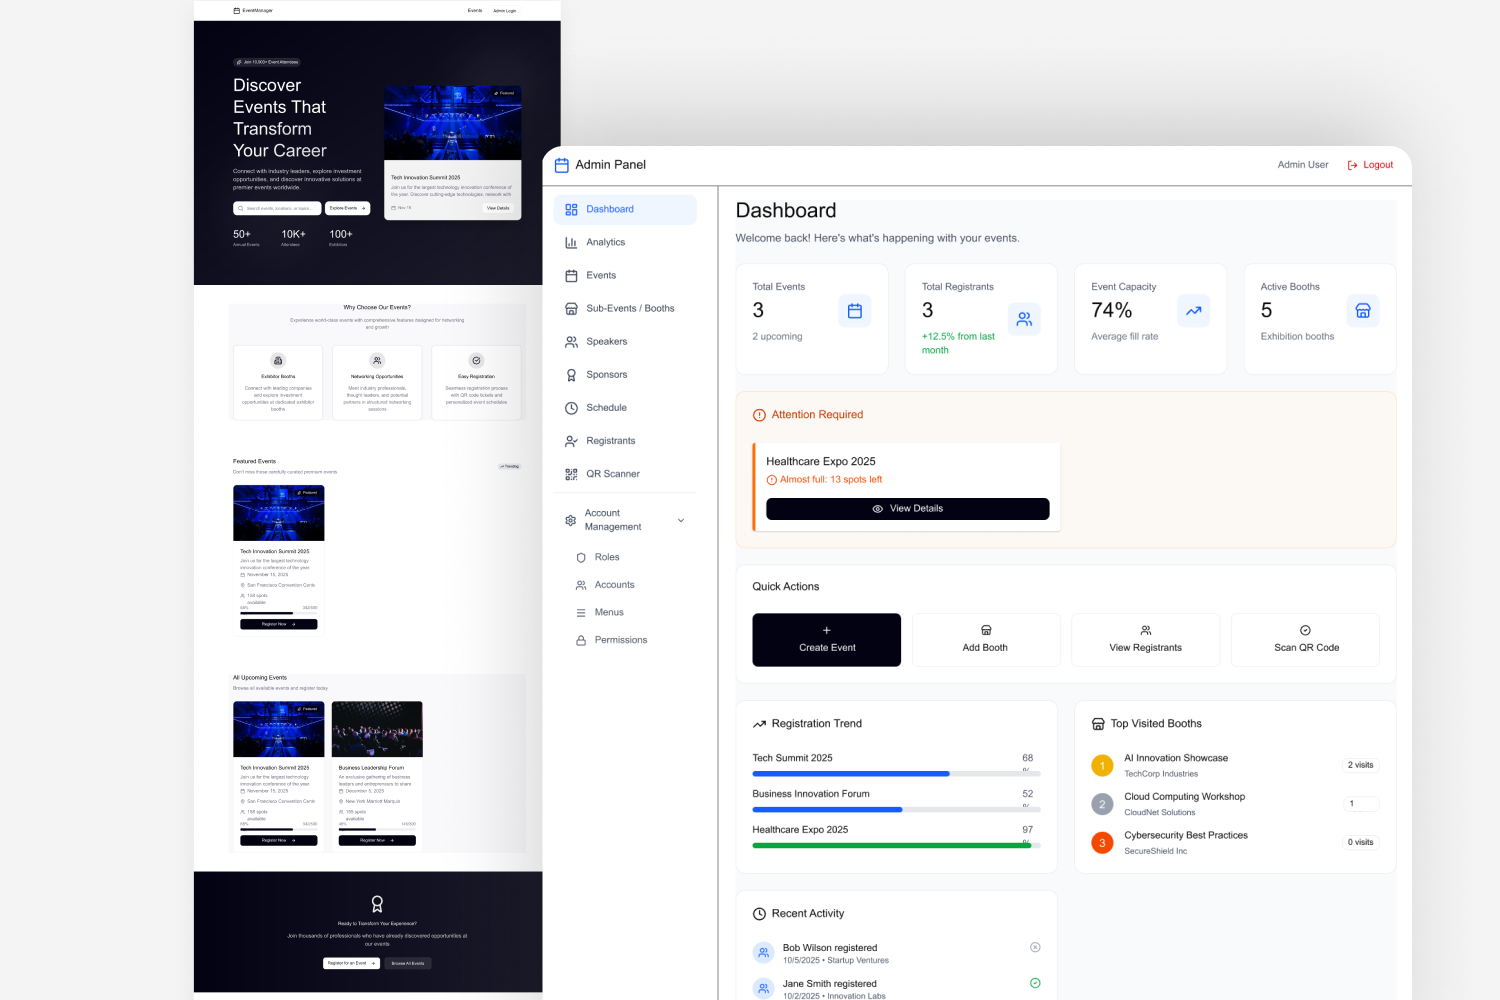 EventManager
Events
Admin Login
Join 10,000+ Event Attendees
Discover
Events That
Transform
Your Career
Connect with industry leaders, explore investment
opportunities, and discover innovative solutions at
premier events worldwide.
Search events, locations, or topics...
Explore Events
50+
10K+
100+
Annual Events
Attendees
Exhibitors
Featured
Tech Innovation Summit 2025
Join us for the largest technology innovation conference of
the year. Discover cutting-edge technologies, network with
Nov 15
View Details
Why Choose Our Events?
Experience world-class events with comprehensive features designed for networking
and growth
Exhibitor Booths
Connect with leading companies
and explore investment
opportunities at dedicated exhibitor
booths
Networking Opportunities
Meet industry professionals,
thought leaders, and potential
partners in structured networking
sessions
Easy Registration
Seamless registration process
with QR code tickets and
personalized event schedules
Featured Events
Don't miss these carefully curated premium events
Trending
Featured
Tech Innovation Summit 2025
Join us for the largest technology
innovation conference of the year.
November 15, 2025
San Francisco Convention Cente
158 spots
available
68%
342/500
Register Now
All Upcoming Events
Browse all available events and register today
Featured
Tech Innovation Summit 2025
Join us for the largest technology
innovation conference of the year.
November 15, 2025
San Francisco Convention Cente
158 spots
available
68%
342/500
Register Now
Business Leadership Forum
An exclusive gathering of business
leaders and entrepreneurs to share
December 5, 2025
New York Marriott Marquis
available
Register Now
Ready to Transform Your Experience?
Join thousands of professionals who have already discovered opportunities at
our events
Register for an Event
Browse All Events
Admin Panel
Admin User
Logout
Dashboard
Analytics
Events
Sub-Events / Booths
Speakers
Sponsors
Schedule
Registrants
QR Scanner
Account
Management
Roles
Accounts
Menus
Permissions
Dashboard
Welcome back! Here's what's happening with your events.
Total Events
3
2 upcoming
Total Registrants
3
+12.5% from last
month
Event Capacity
74%
Average fill rate
Active Booths
5
Exhibition booths
Attention Required
Healthcare Expo 2025
Almost full: 13 spots left
View Details
Quick Actions
Create Event
Add Booth
View Registrants
Scan QR Code
Registration Trend
Tech Summit 2025
68
%
Business Innovation Forum
52
%
Healthcare Expo 2025
97
%
Top Visited Booths
1
AI Innovation Showcase
TechCorp Industries
2 visits
2
Cloud Computing Workshop
CloudNet Solutions
1
3
Cybersecurity Best Practices
SecureShield Inc
0 visits
Recent Activity
Bob Wilson registered
10/5/2025 • Startup Ventures
Jane Smith registered
10/2/2025 • Innovation Labs